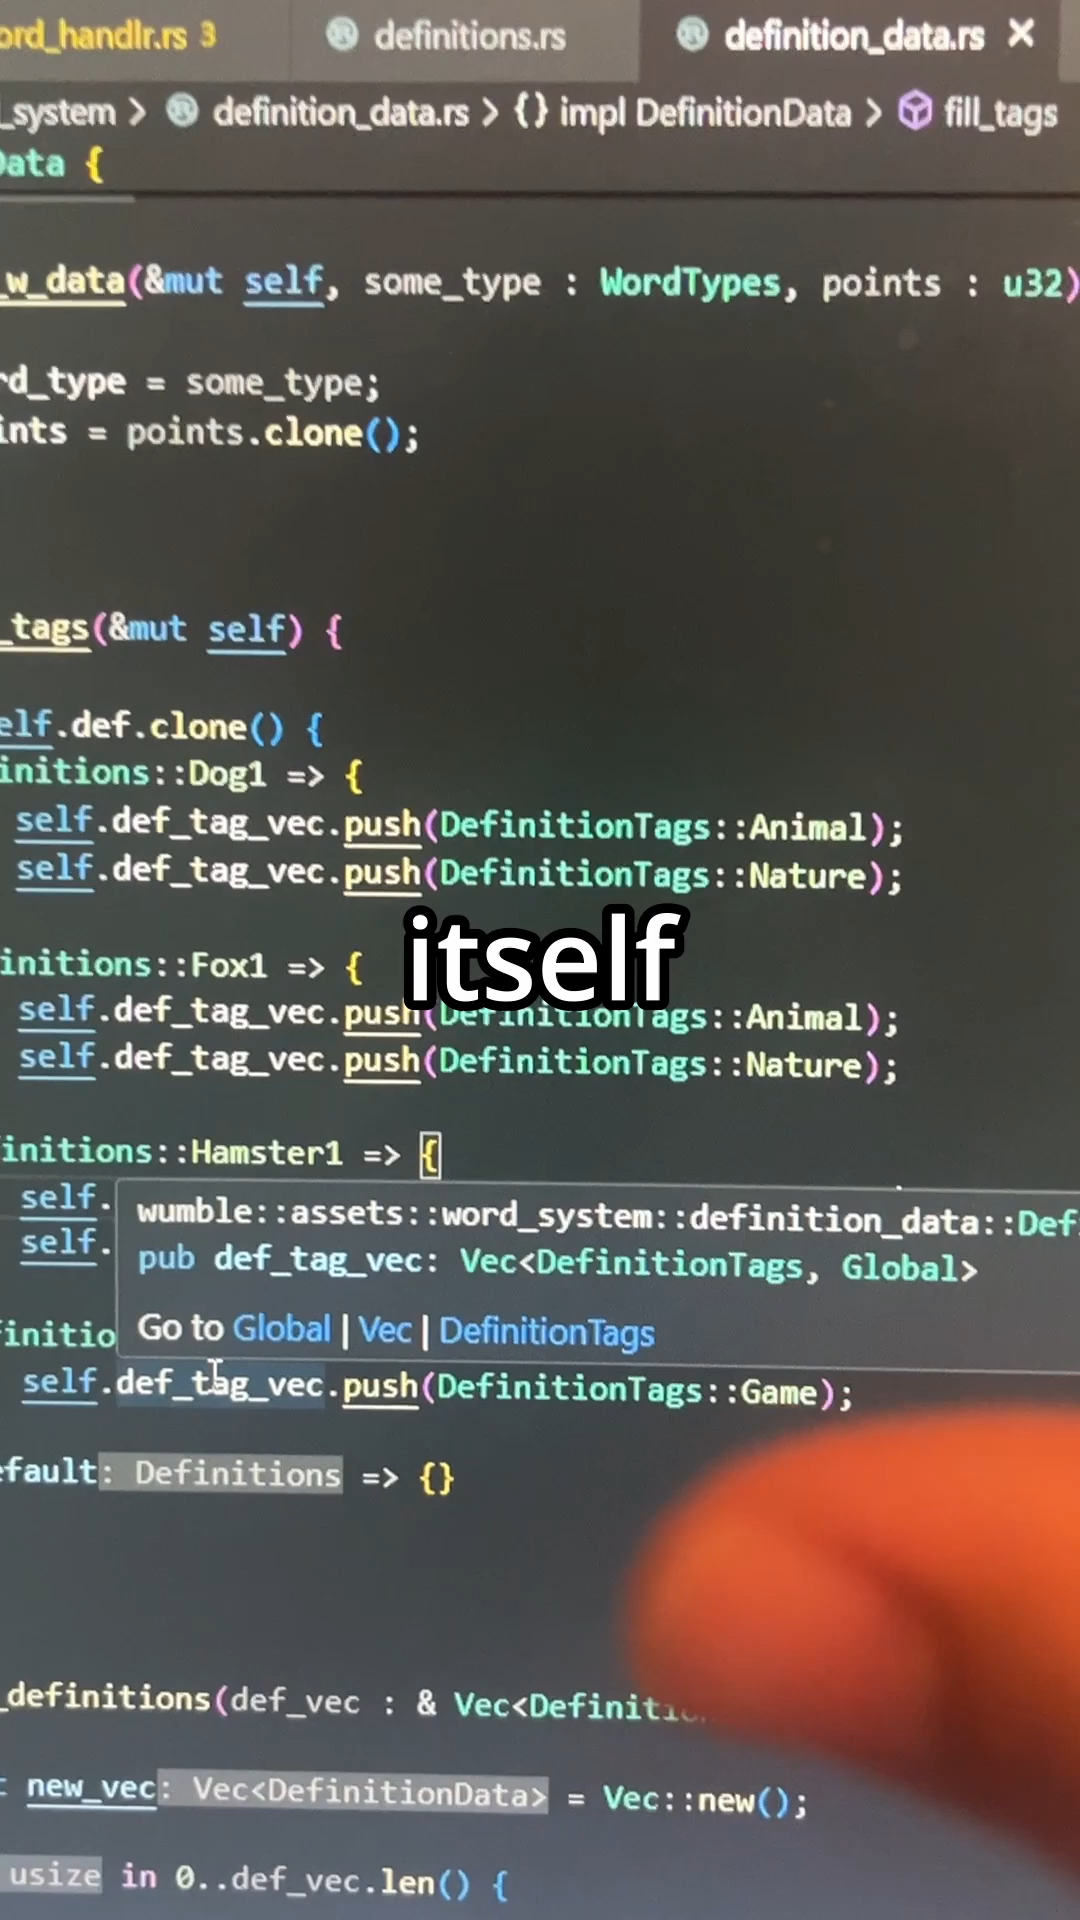 ord_handlr.rs 3 definitions.rs definition_data.rs ×
_system > definition_data.rs > {} impl DefinitionData > fill_tags
Data {
_w_data(&mut self, some_type : WordTypes, points : u32)
rd_type = some_type;
ints = points.clone();
_tags(&mut self) {
elf.def.clone() {
initions::Dog1 => {
self.def_tag_vec.push(DefinitionTags::Animal);
self.def_tag_vec.push(DefinitionTags::Nature);
itself
initions::Fox1 => {
self.def_tag_vec.push(DefinitionTags::Animal);
self.def_tag_vec.push(DefinitionTags::Nature);
initions::Hamster1 => {
self.
self.
wumble::assets::word_system::definition_data::Def
pub def_tag_vec: Vec<DefinitionTags, Global>
Go to Global | Vec | DefinitionTags
initio
self.def_tag_vec.push(DefinitionTags::Game);
efault: Definitions => {}
_definitions(def_vec : & Vec<Definiti
new_vec: Vec<DefinitionData> = Vec::new();
usize in 0..def_vec.len() {